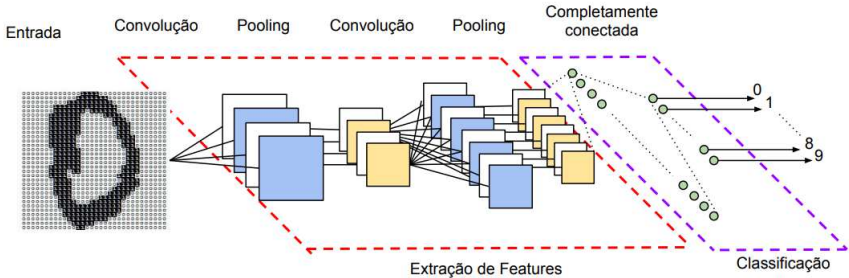 Entrada
Convolução
Pooling
Convolução
Pooling
Completamente
conectada
0
1
8
9
Extração de Features
Classificação